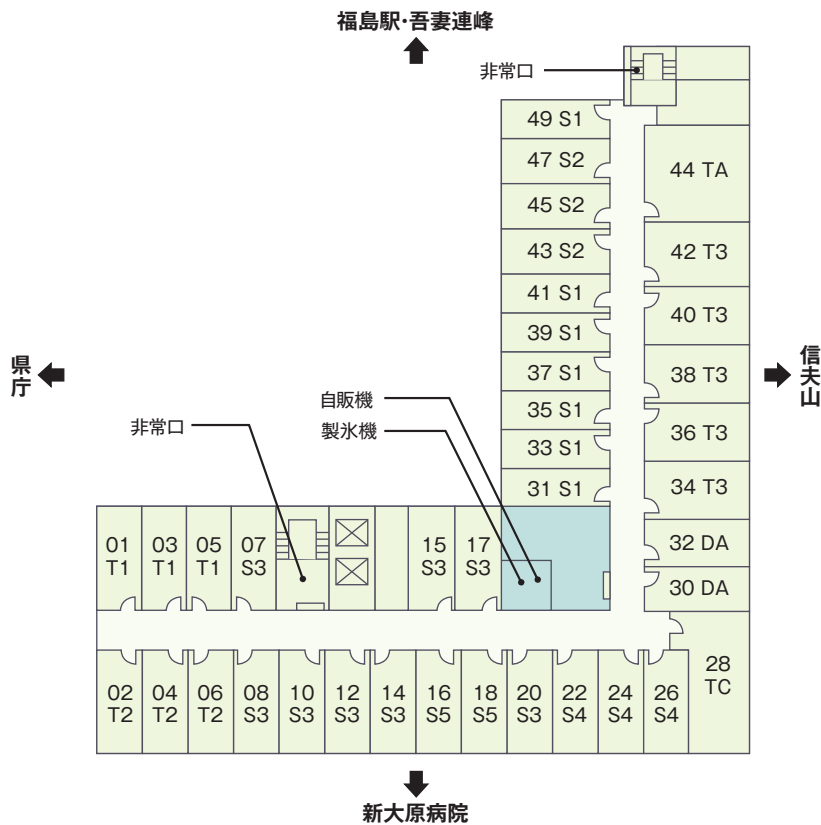 福島駅・吾妻連峰
非常口
49 S1
47 S2
44 TA
45 S2
43 S2
42 T3
41 S1
40 T3
39 S1
県庁
信夫山
37 S1
38 T3
自販機
35 S1
非常口
製氷機
33 S1
36 T3
31 S1
34 T3
01
T1
03
T1
05
T1
07
S3
15
S3
17
S3
32 DA
30 DA
02
T2
04
T2
06
T2
08
S3
10
S3
12
S3
14
S3
16
S5
18
S5
20
S3
22
S4
24
S4
26
S4
28
TC
新大原病院